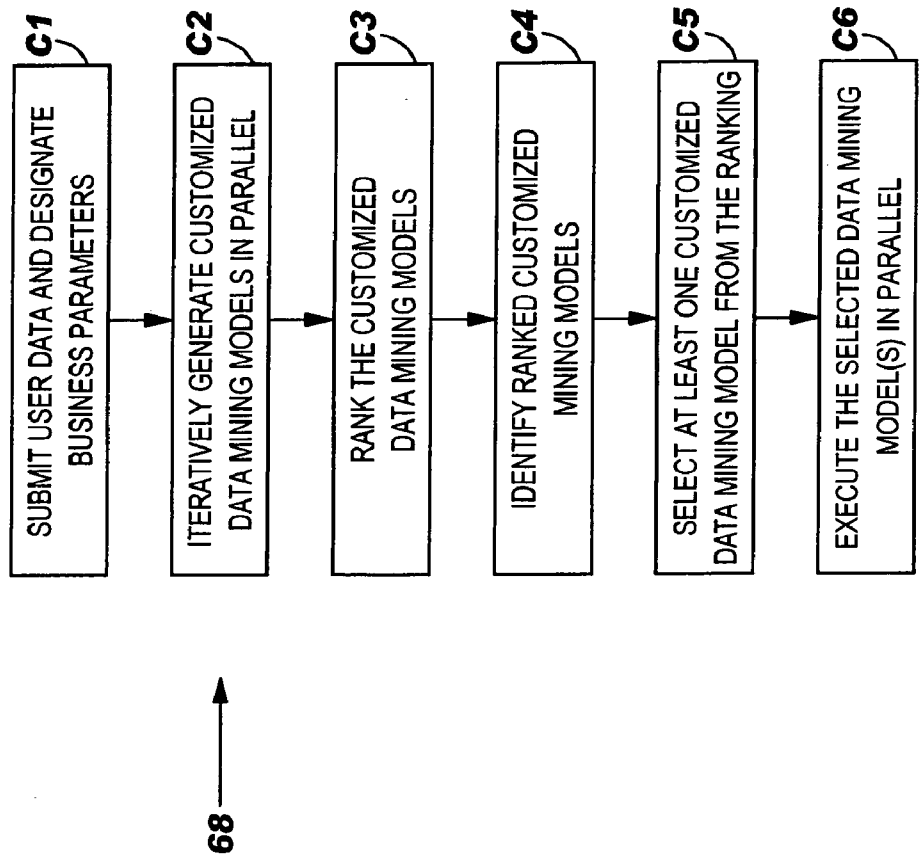 C1
SUBMIT USER DATA AND DESIGNATE
BUSINESS PARAMETERS
C2
ITERATIVELY GENERATE CUSTOMIZED
DATA MINING MODELS IN PARALLEL
C3
RANK THE CUSTOMIZED
DATA MINING MODELS
C4
IDENTIFY RANKED CUSTOMIZED
MINING MODELS
C5
SELECT AT LEAST ONE CUSTOMIZED
DATA MINING MODEL FROM THE RANKING
C6
EXECUTE THE SELECTED DATA MINING
MODEL(S) IN PARALLEL
68